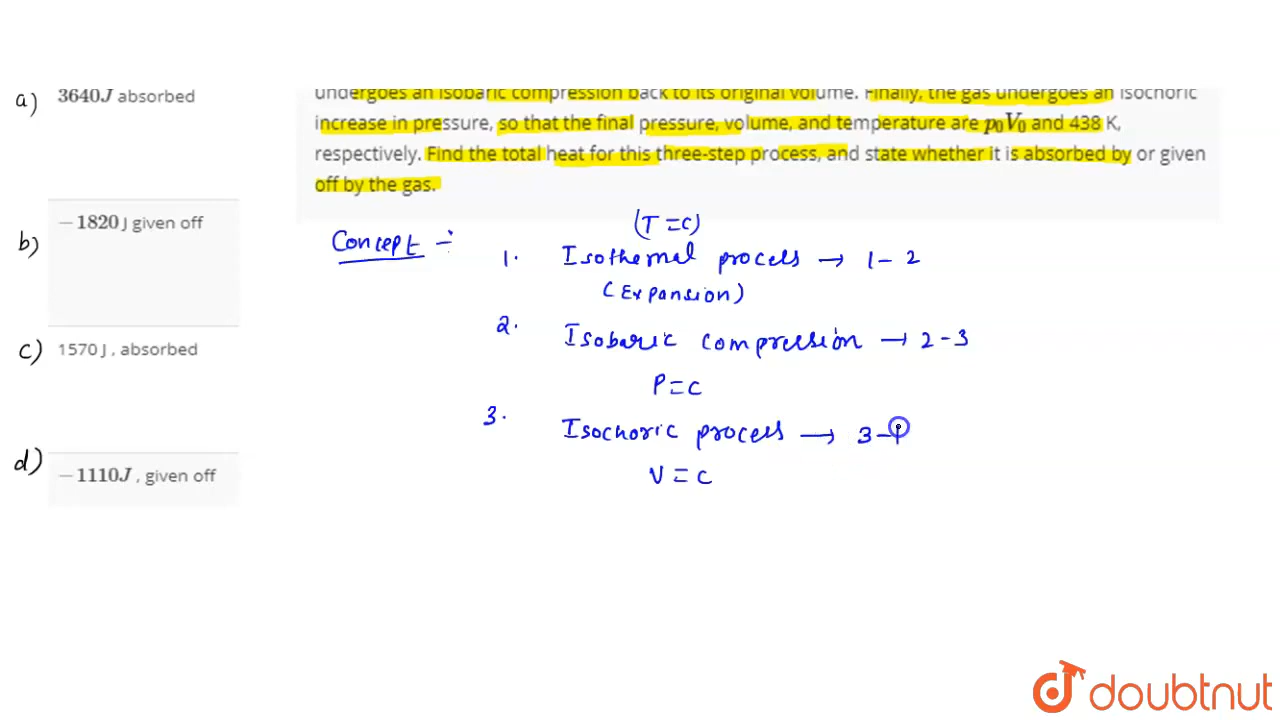 undergoes an isobaric compression back to its original volume. Finally, the gas undergoes an isochoric
increase in pressure, so that the final pressure, volume, and temperature are p₀V₀ and 438 K,
respectively. Find the total heat for this three-step process, and state whether it is absorbed by or given
off by the gas.
a) 3640J absorbed
b) −1820 J given off
c) 1570 J , absorbed
d) −1110J , given off
Concept :-
(T = C)
1. Isothermal process → 1 - 2
(Expansion)
2. Isobaric compression → 2 - 3
P = C
3. Isochoric process → 3 - 1
V = C
doubtnut